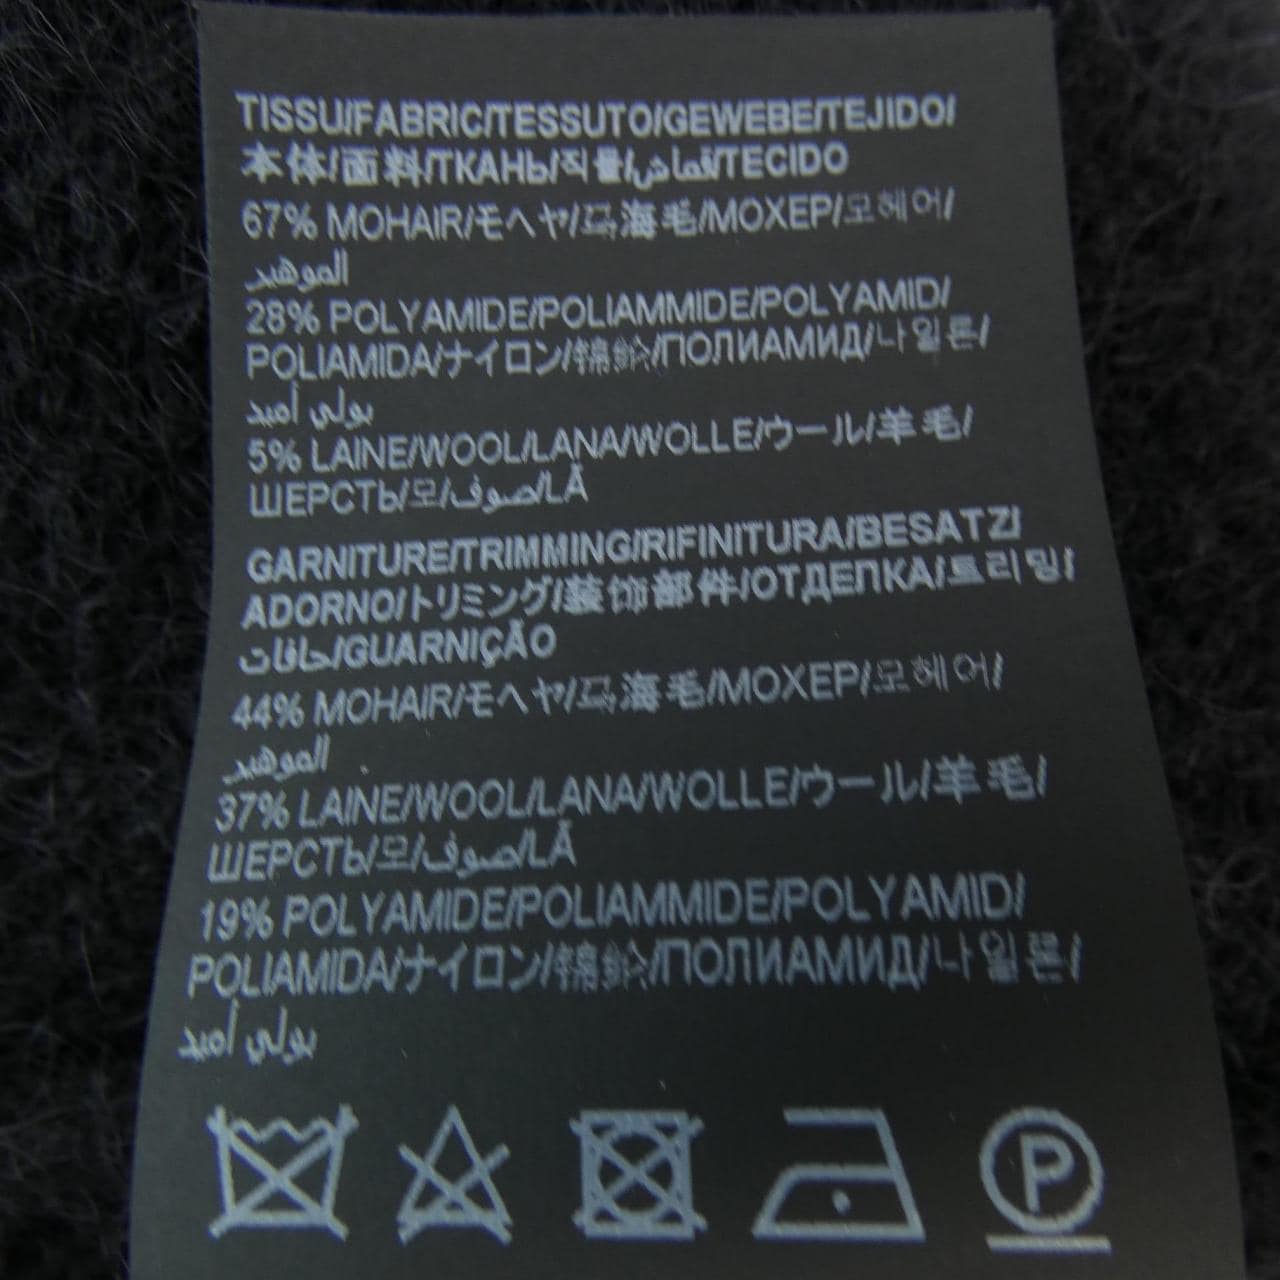 TISSU/FABRIC/TESSUTO/GEWEBE/TEJIDO/
本体/面料/ТКАНЬ/직물/قماش/TECIDO
67% MOHAIR/モヘヤ/马海毛/МОХЕР/모헤어/
الموهير
28% POLYAMIDE/POLIAMMIDE/POLYAMID/
POLIAMIDA/ナイロン/锦纶/ПОЛИАМИД/나일론/
بولي أميد
5% LAINE/WOOL/LANA/WOLLE/ウール/羊毛/
ШЕРСТЬ/모/صوف/LÃ
GARNITURE/TRIMMING/RIFINITURA/BESATZ/
ADORNO/トリミング/装饰部件/ОТДЕПКА/트리밍/
حافات/GUARNIÇÃO
44% MOHAIR/モヘヤ/马海毛/МОХЕР/모헤어/
الموهير
37% LAINE/WOOL/LANA/WOLLE/ウール/羊毛/
ШЕРСТЬ/모/صوف/LÃ
19% POLYAMIDE/POLIAMMIDE/POLYAMID/
POLIAMIDA/ナイロン/锦纶/ПОЛИАМИД/나일론/
بولي أميد
P